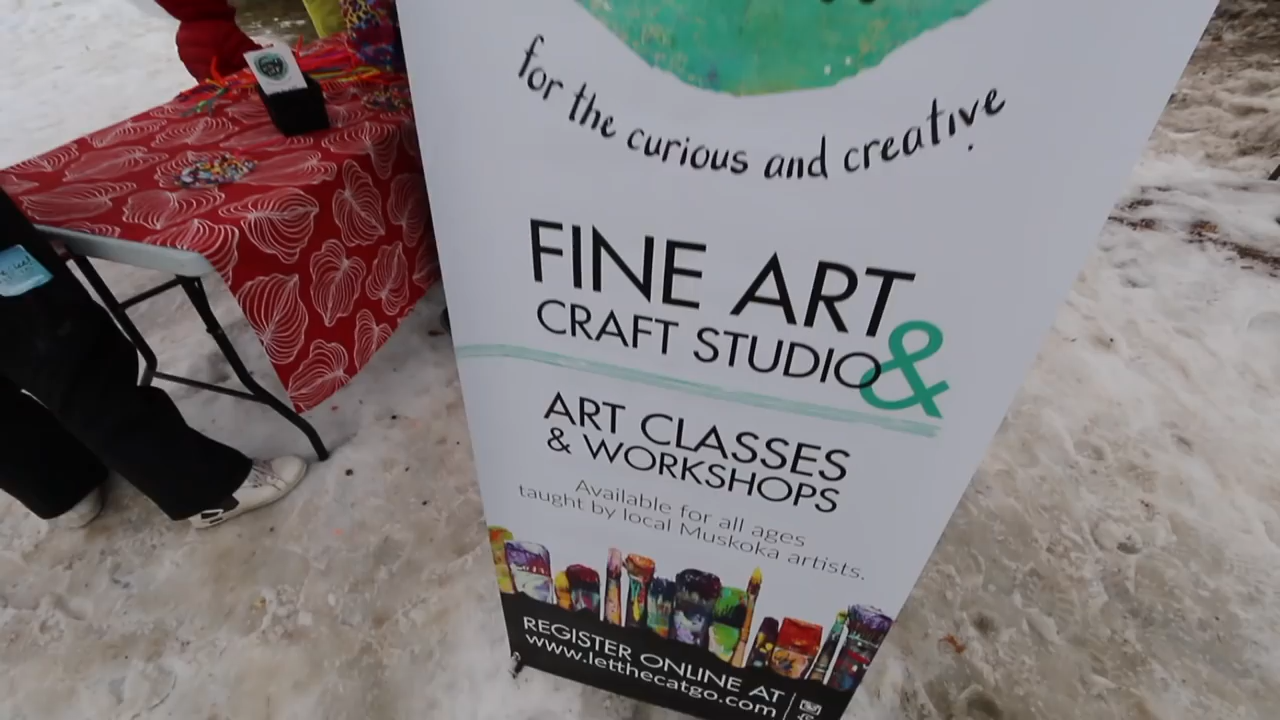 for the curious and creative.
FINE ART
CRAFT STUDIO &
ART CLASSES
& WORKSHOPS
Available for all ages
taught by local Muskoka artists.
REGISTER ONLINE AT
www.letthecatgo.com